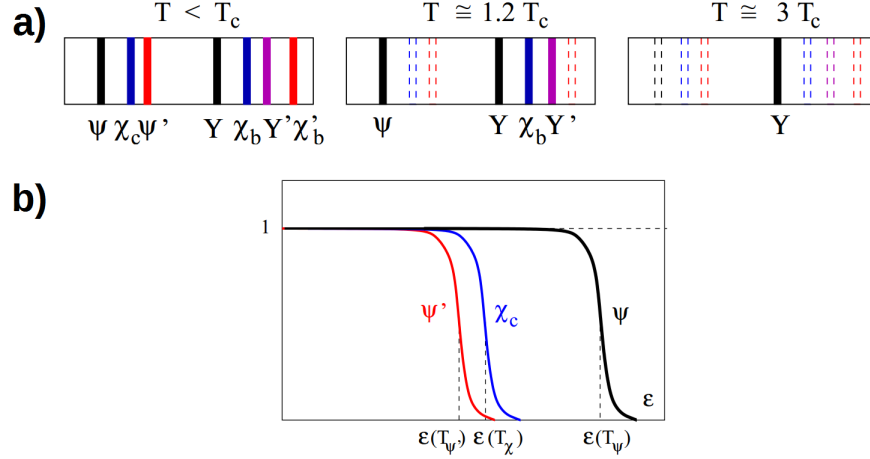 a)
T < T_c
T ≅ 1.2 T_c
T ≅ 3 T_c
ψ χ_c ψ' Υ χ_b Υ' χ'_b
ψ Υ χ_b Υ'
Υ
b)
1
ψ' χ_c ψ
ε
ε(T_ψ') ε(T_χ) ε(T_ψ)